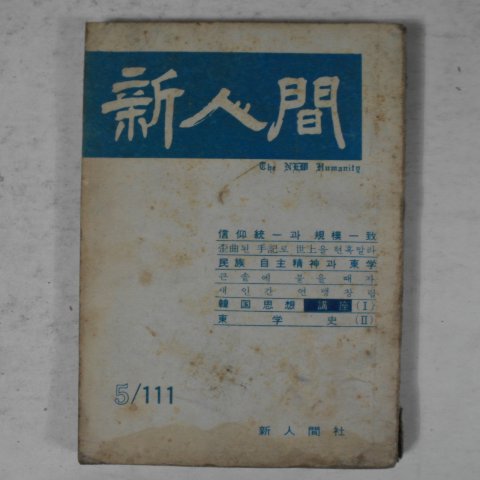 新人間
The NEW Humanity
信仰統一과 規模一致
歪曲된 手記로 世上을 현혹말라
民族 自主精神과 東学
큰솥에 불을때자
새인간 연맹창립
韓国思想 講座 (I)
東学史 (II)
5/111
新人間社